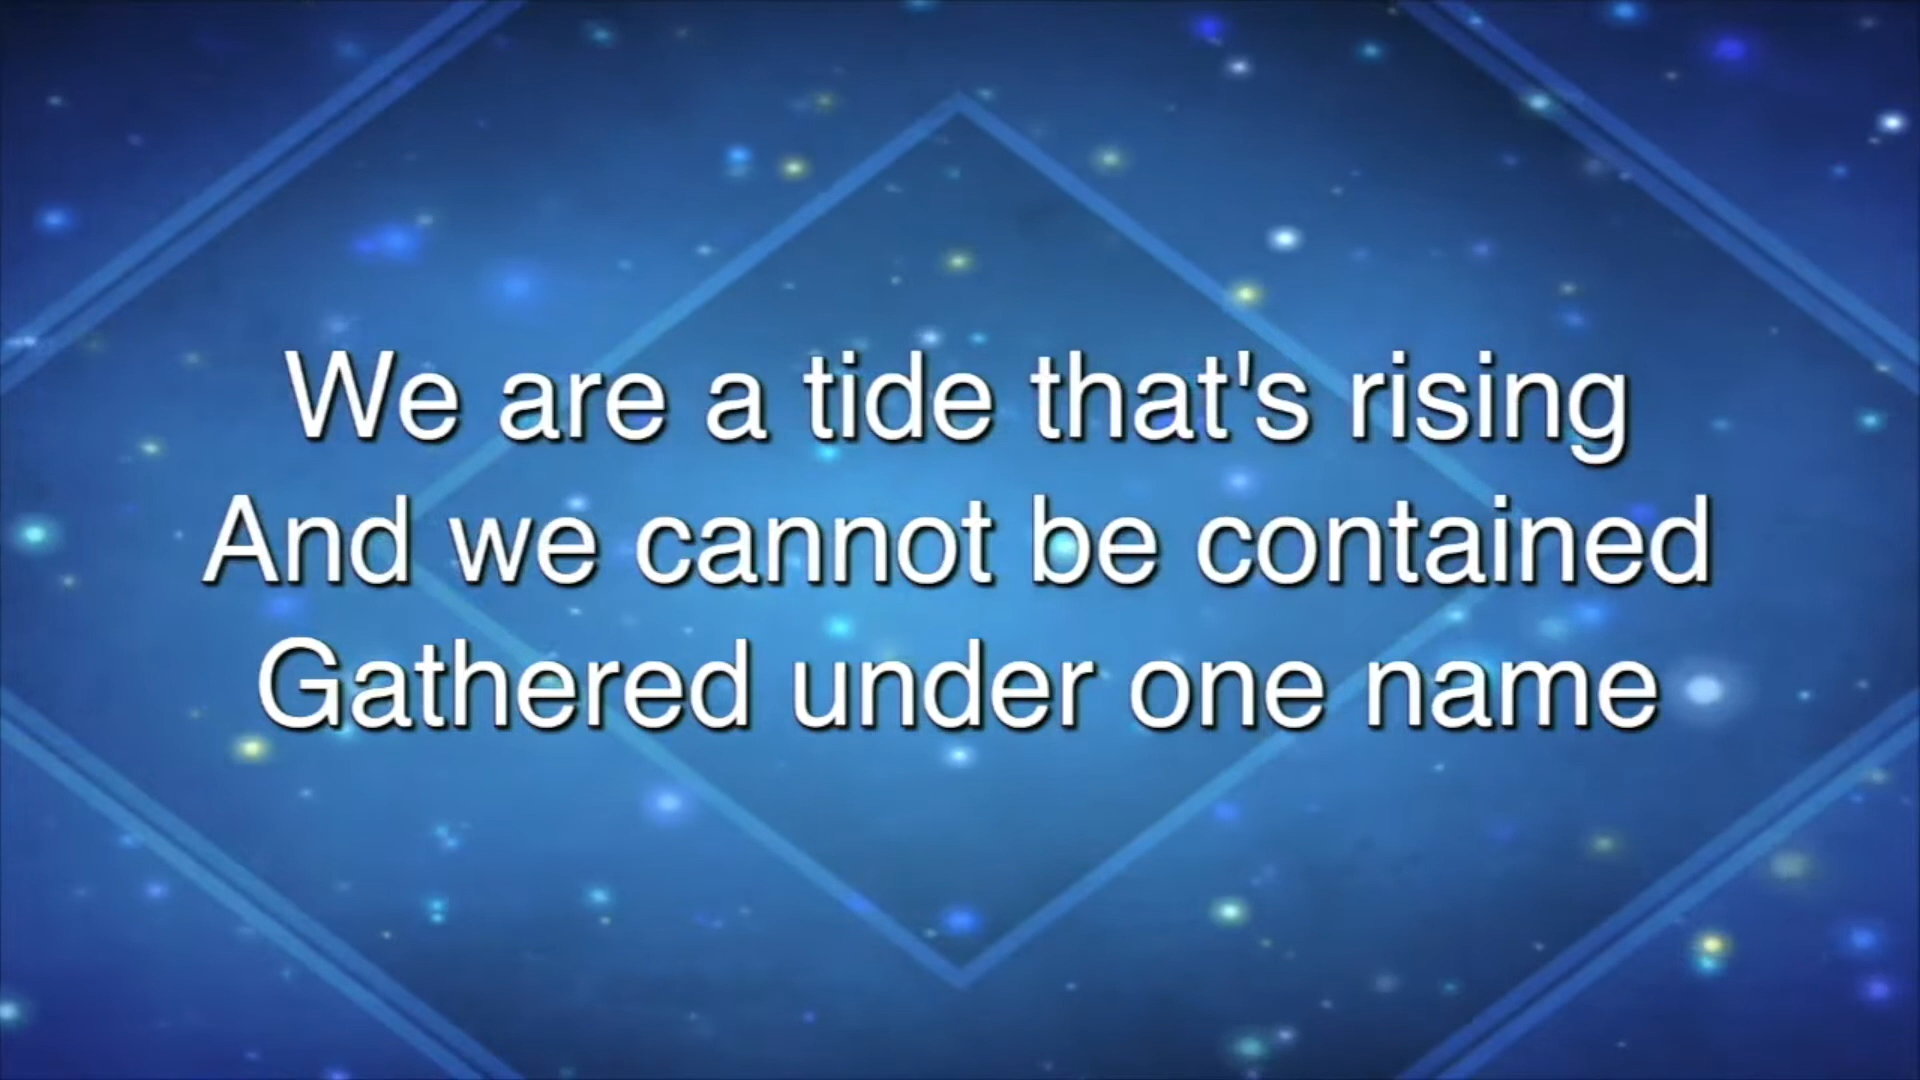 We are a tide that's rising
And we cannot be contained
Gathered under one name